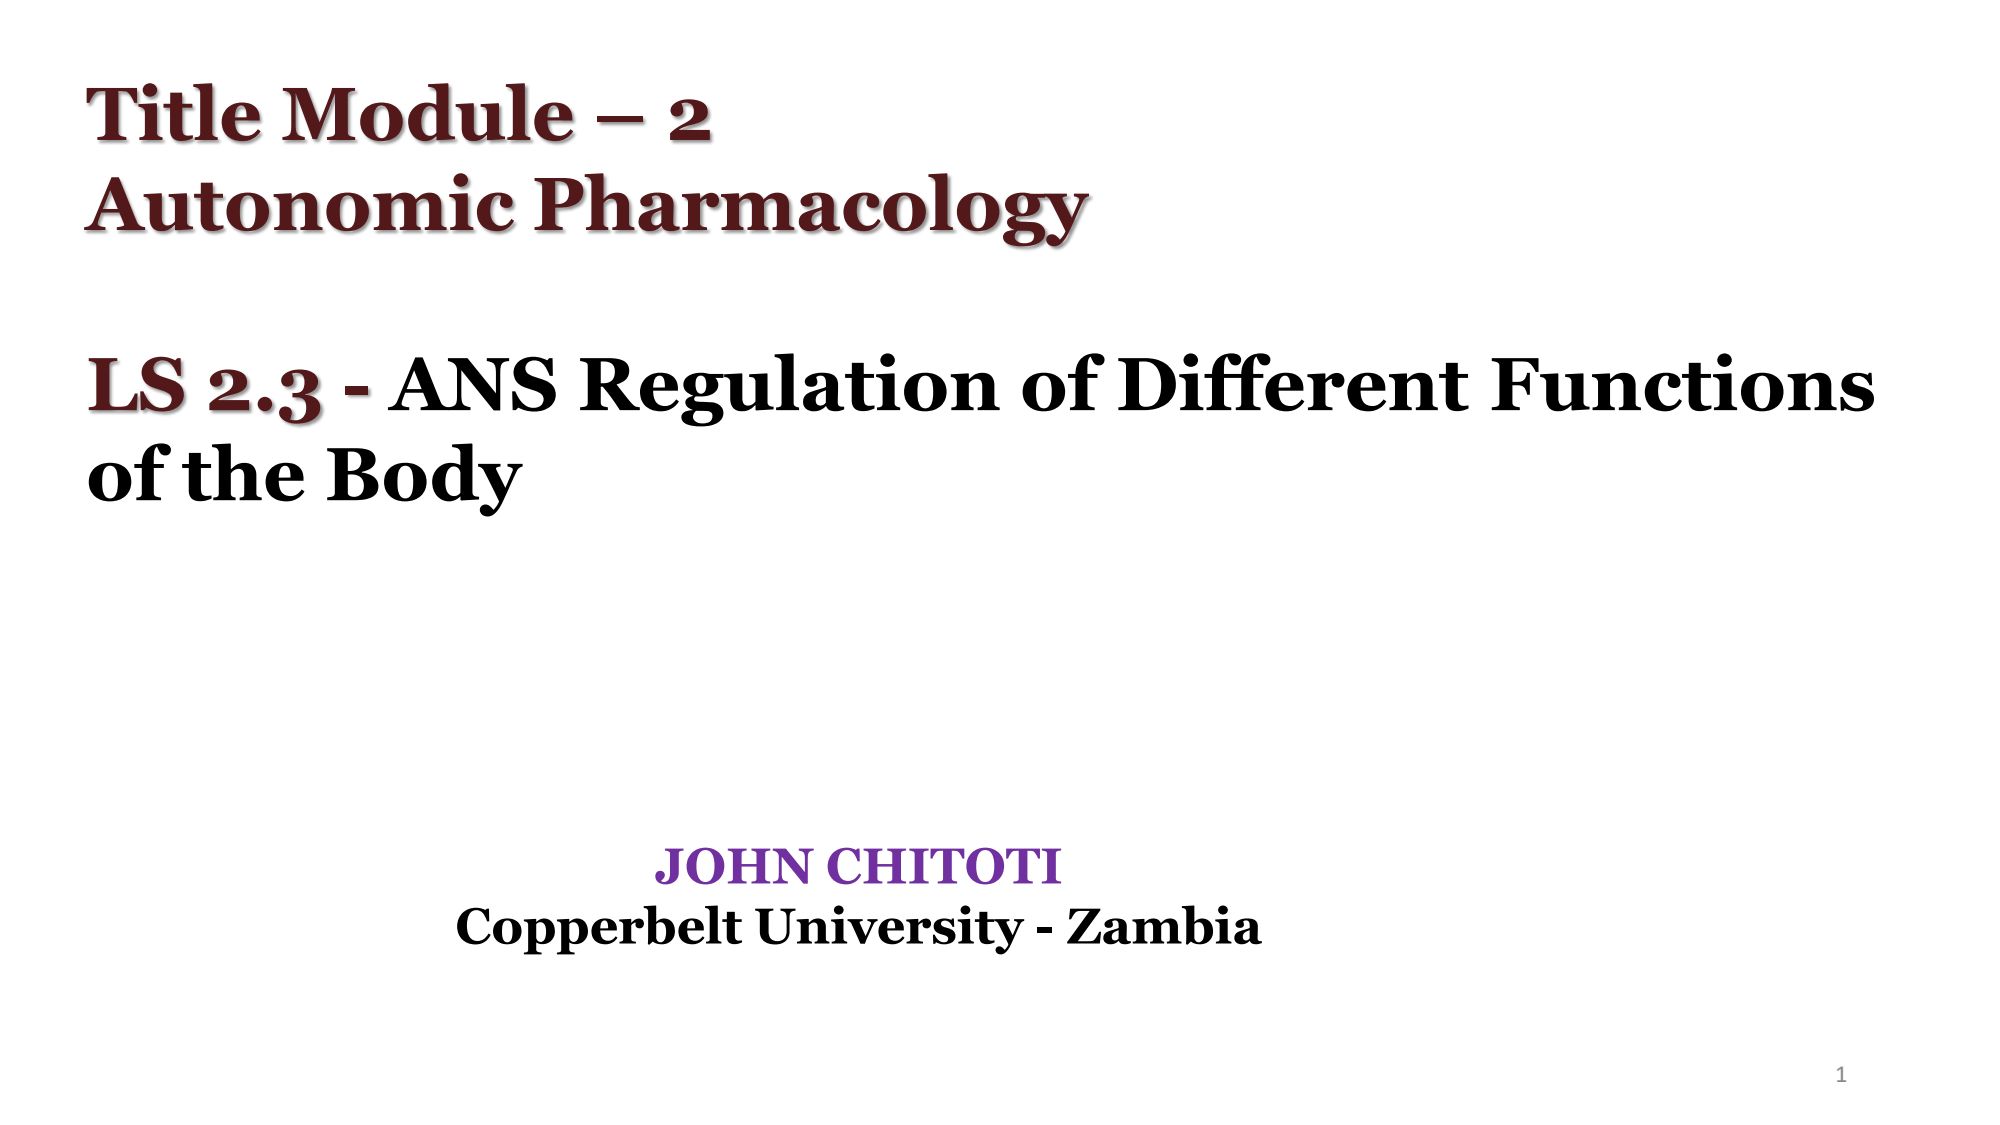 Title Module – 2
Autonomic Pharmacology
LS 2.3 - ANS Regulation of Different Functions
of the Body
JOHN CHITOTI
Copperbelt University - Zambia
1